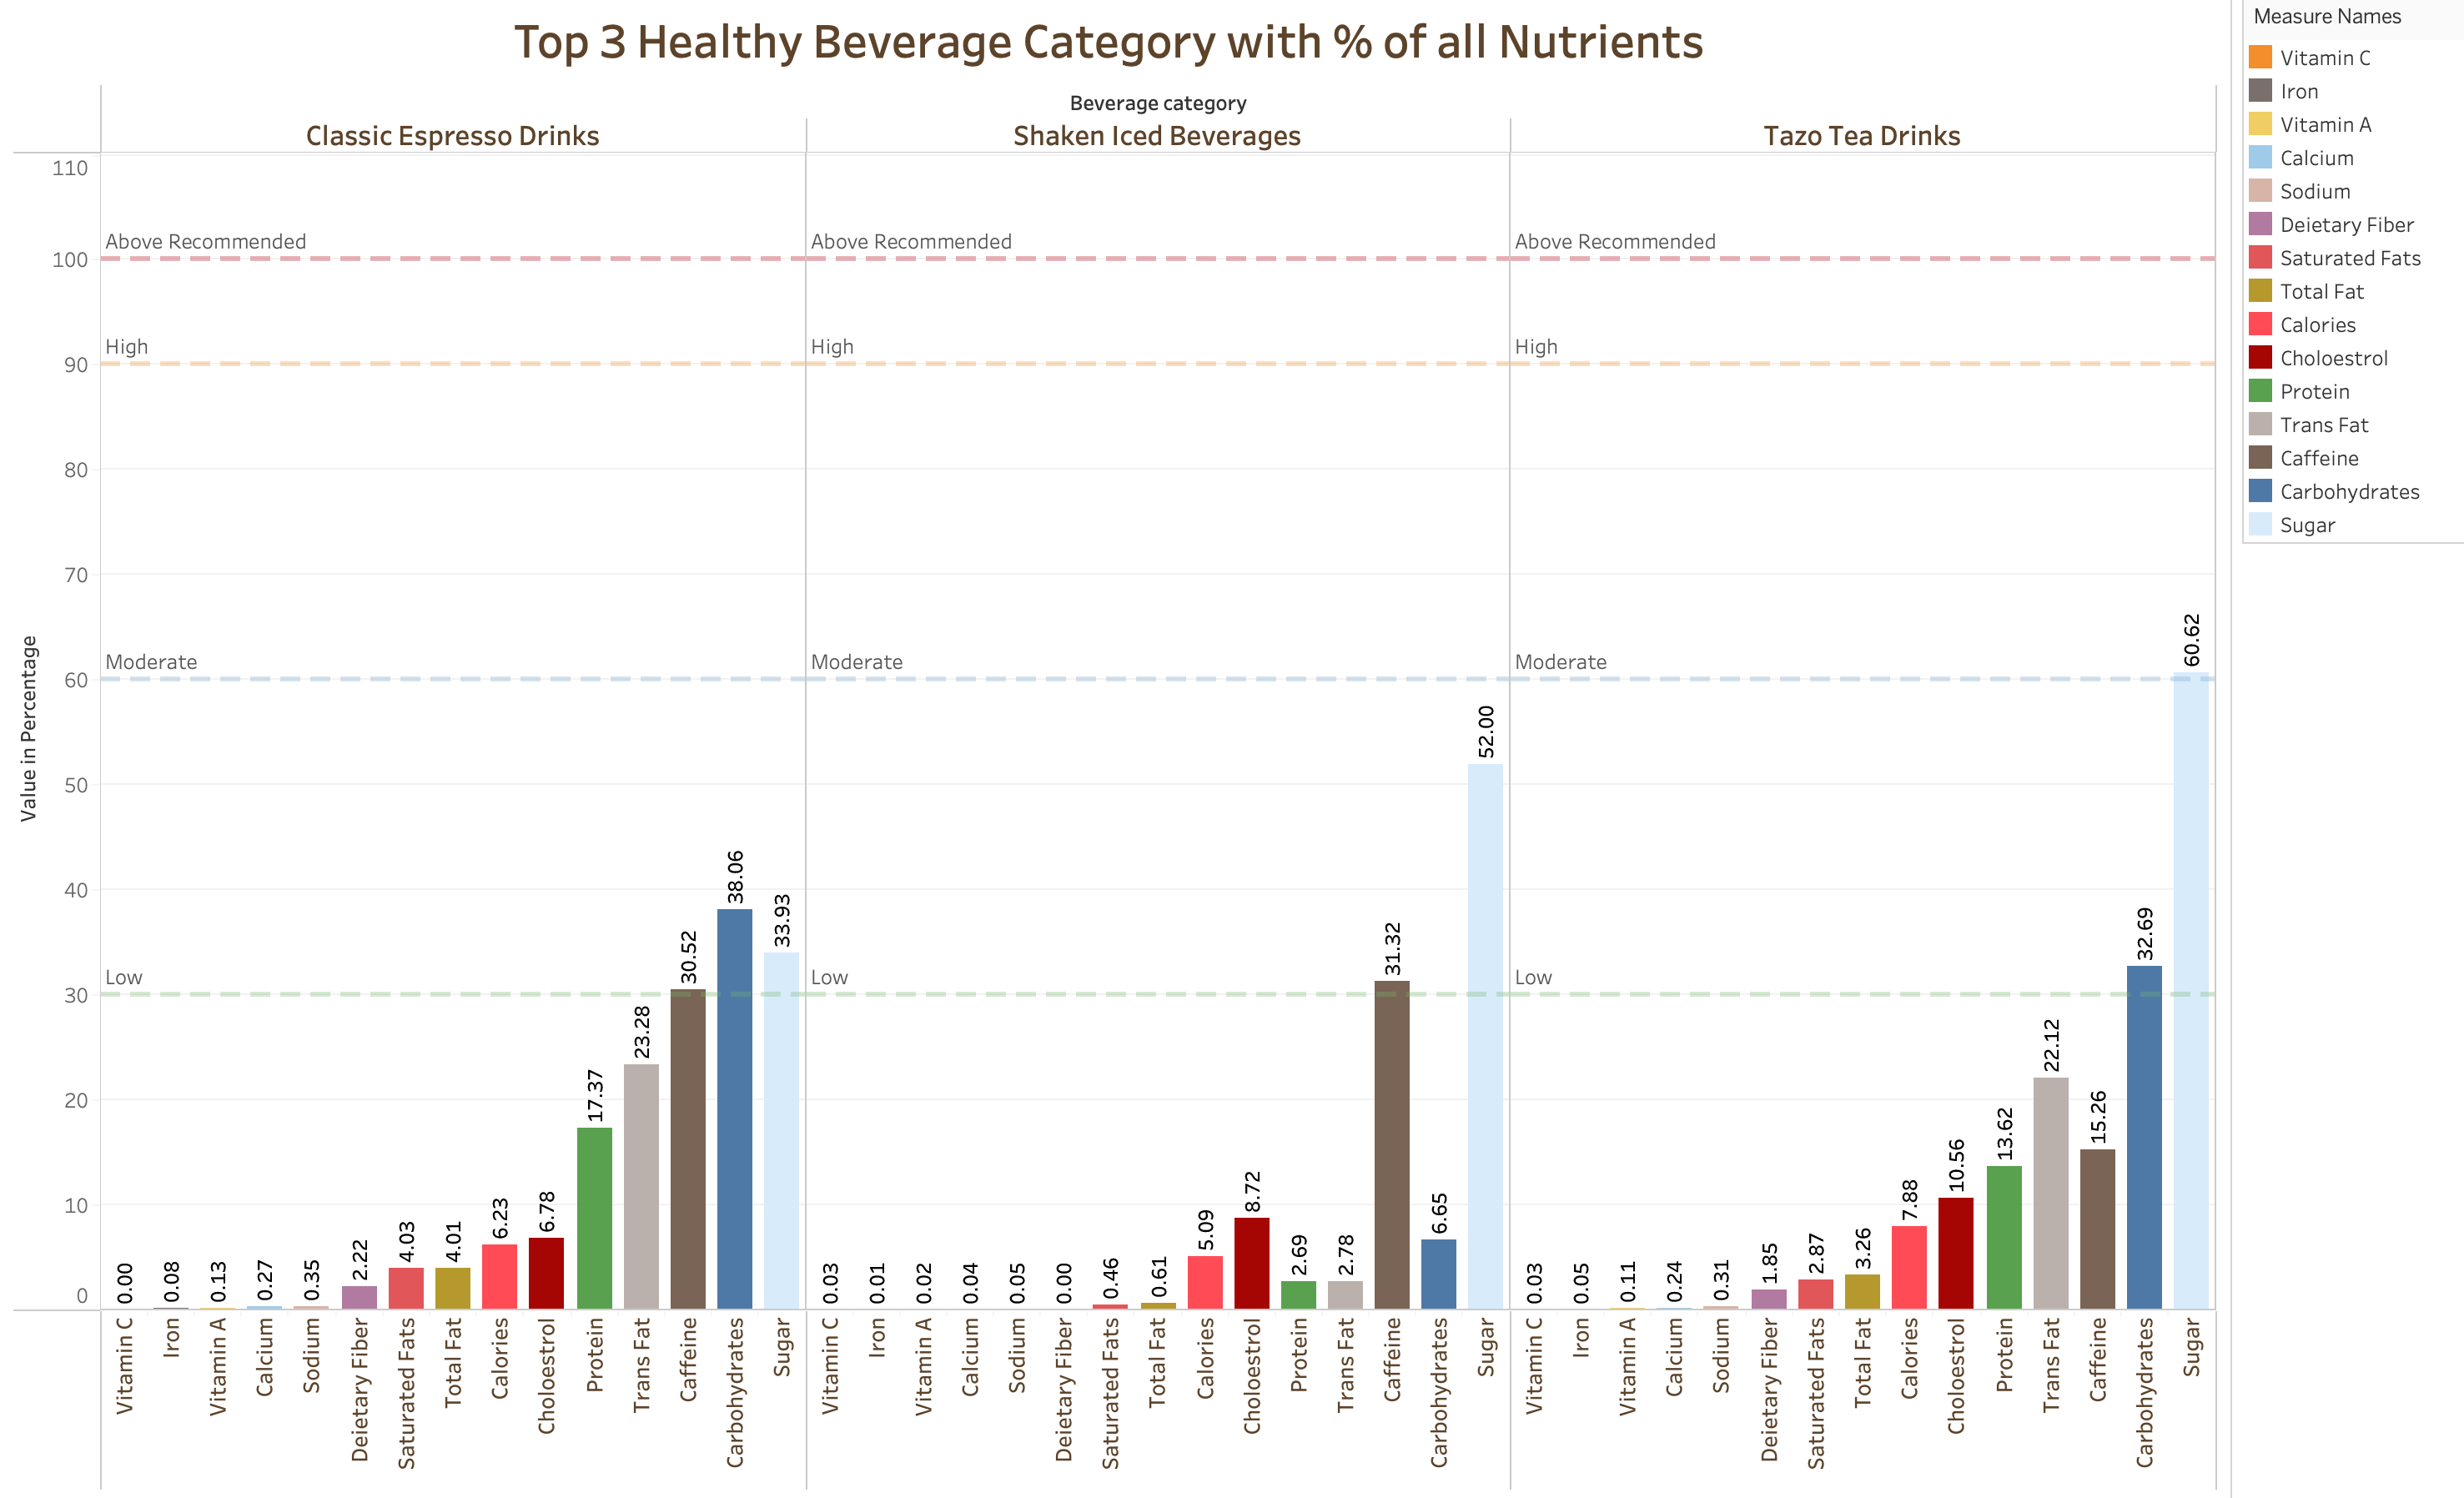 Top 3 Healthy Beverage Category with % of all Nutrients
Beverage category
Classic Espresso Drinks
Shaken Iced Beverages
Tazo Tea Drinks
Value in Percentage
110
100
90
80
70
60
50
40
30
20
10
0
Above Recommended
High
Moderate
Low
0.00
0.08
0.13
0.27
0.35
2.22
4.03
4.01
6.23
6.78
17.37
23.28
30.52
38.06
33.93
Vitamin C
Iron
Vitamin A
Calcium
Sodium
Deietary Fiber
Saturated Fats
Total Fat
Calories
Choloestrol
Protein
Trans Fat
Caffeine
Carbohydrates
Sugar
Above Recommended
High
Moderate
Low
0.03
0.01
0.02
0.04
0.05
0.00
0.46
0.61
5.09
8.72
2.69
2.78
31.32
6.65
52.00
Vitamin C
Iron
Vitamin A
Calcium
Sodium
Deietary Fiber
Saturated Fats
Total Fat
Calories
Choloestrol
Protein
Trans Fat
Caffeine
Carbohydrates
Sugar
Above Recommended
High
Moderate
Low
0.03
0.05
0.11
0.24
0.31
1.85
2.87
3.26
7.88
10.56
13.62
22.12
15.26
32.69
60.62
Vitamin C
Iron
Vitamin A
Calcium
Sodium
Deietary Fiber
Saturated Fats
Total Fat
Calories
Choloestrol
Protein
Trans Fat
Caffeine
Carbohydrates
Sugar
Measure Names
Vitamin C
Iron
Vitamin A
Calcium
Sodium
Deietary Fiber
Saturated Fats
Total Fat
Calories
Choloestrol
Protein
Trans Fat
Caffeine
Carbohydrates
Sugar